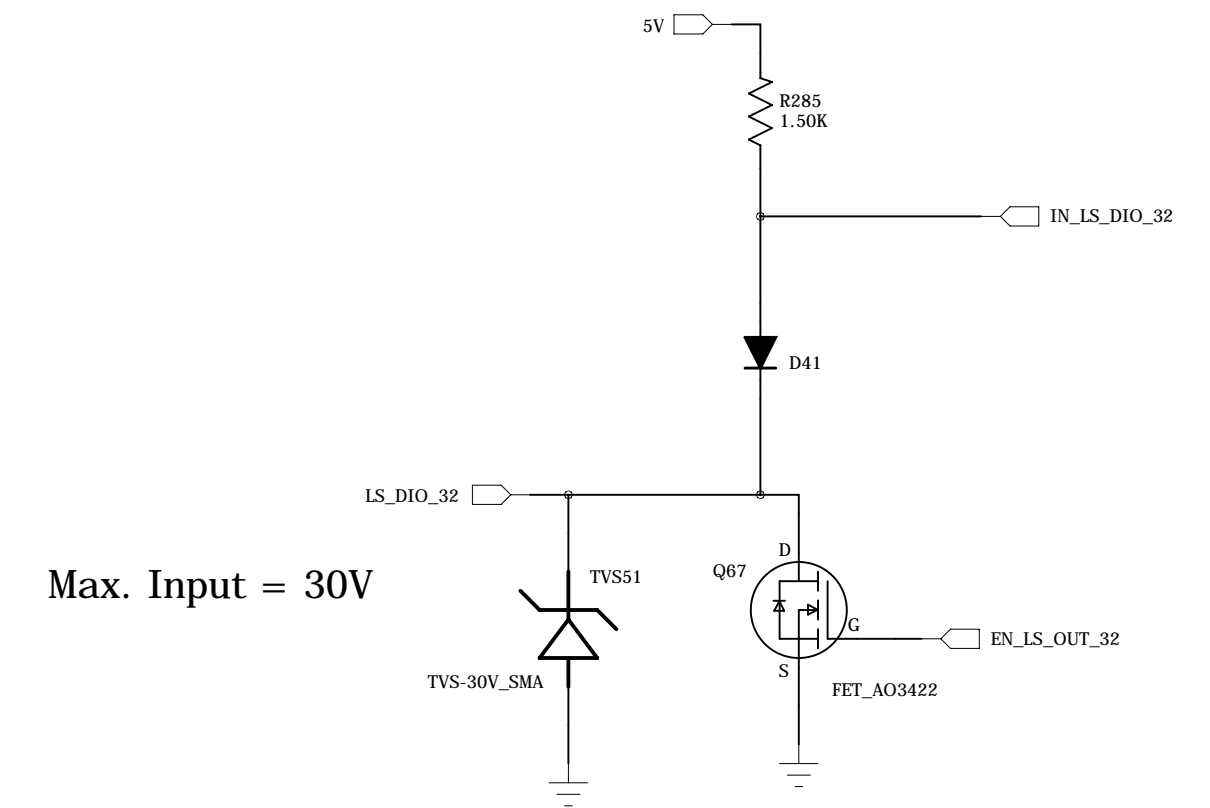 5V
R285
1.50K
IN_LS_DIO_32
D41
LS_DIO_32
D
Max. Input = 30V
TVS51
Q67
G
EN_LS_OUT_32
S
TVS-30V_SMA
FET_AO3422